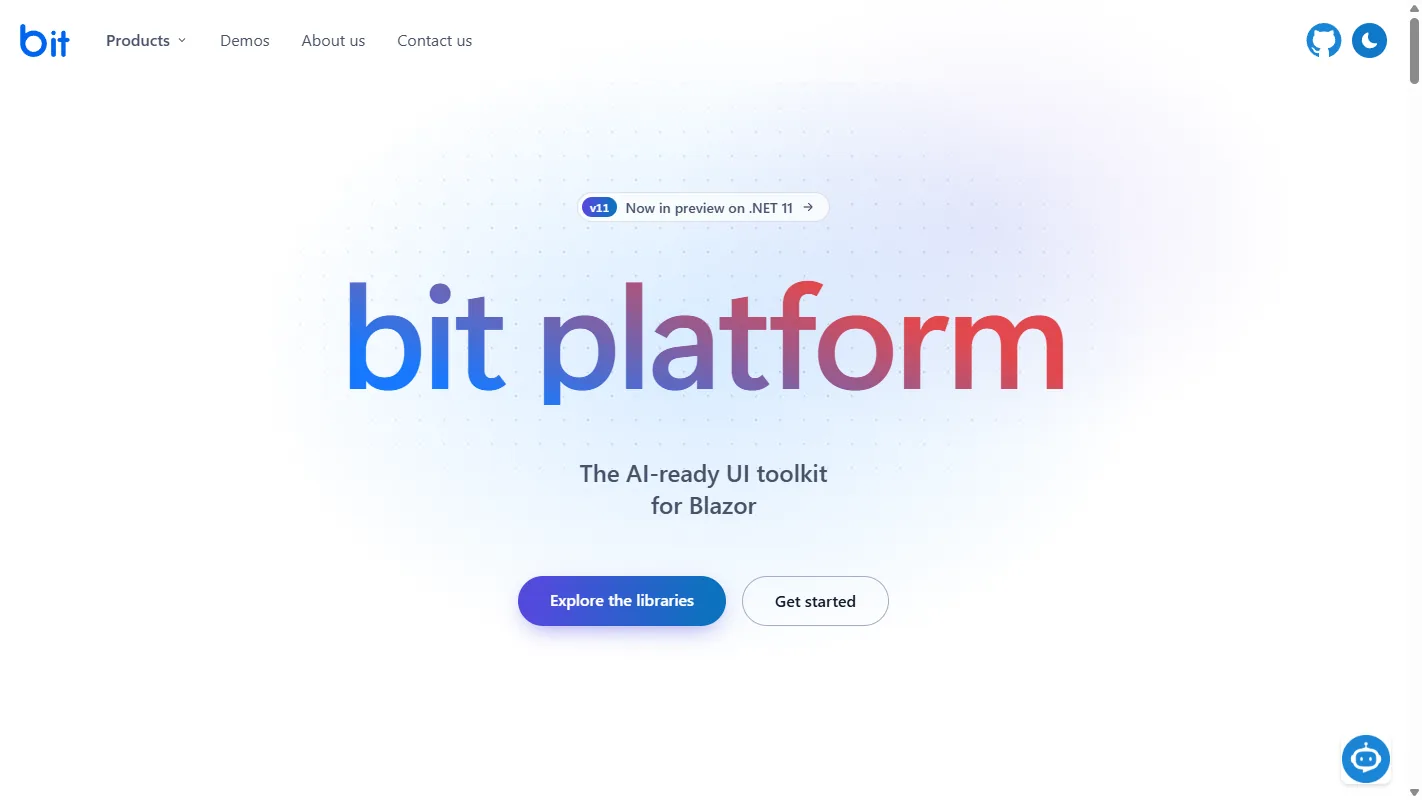 bit
Products
Demos
About us
Contact us
v11 Now in preview on .NET 11 →
bit platform
The AI-ready UI toolkit
for Blazor
Explore the libraries
Get started